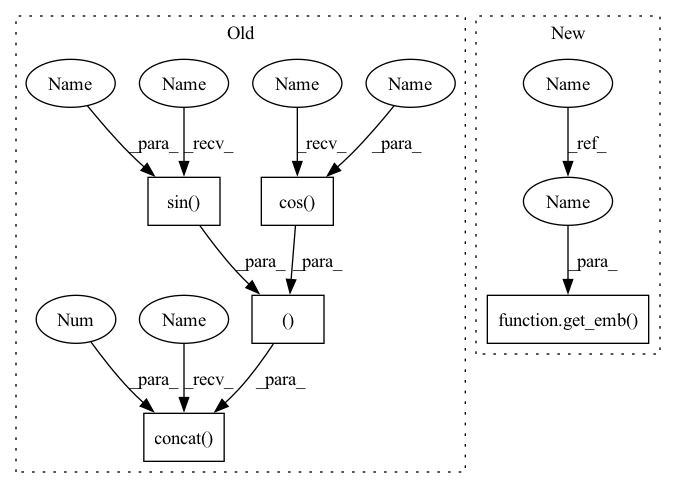 Old
New
Name
Name
Name
Name
Name
_para_
_recv_
_recv_
_para_
_ref_
sin()
cos()
Name
_para_
_para_
_para_
Num
Name
()
function.get_emb()
_para_
_recv_
_para_
concat()